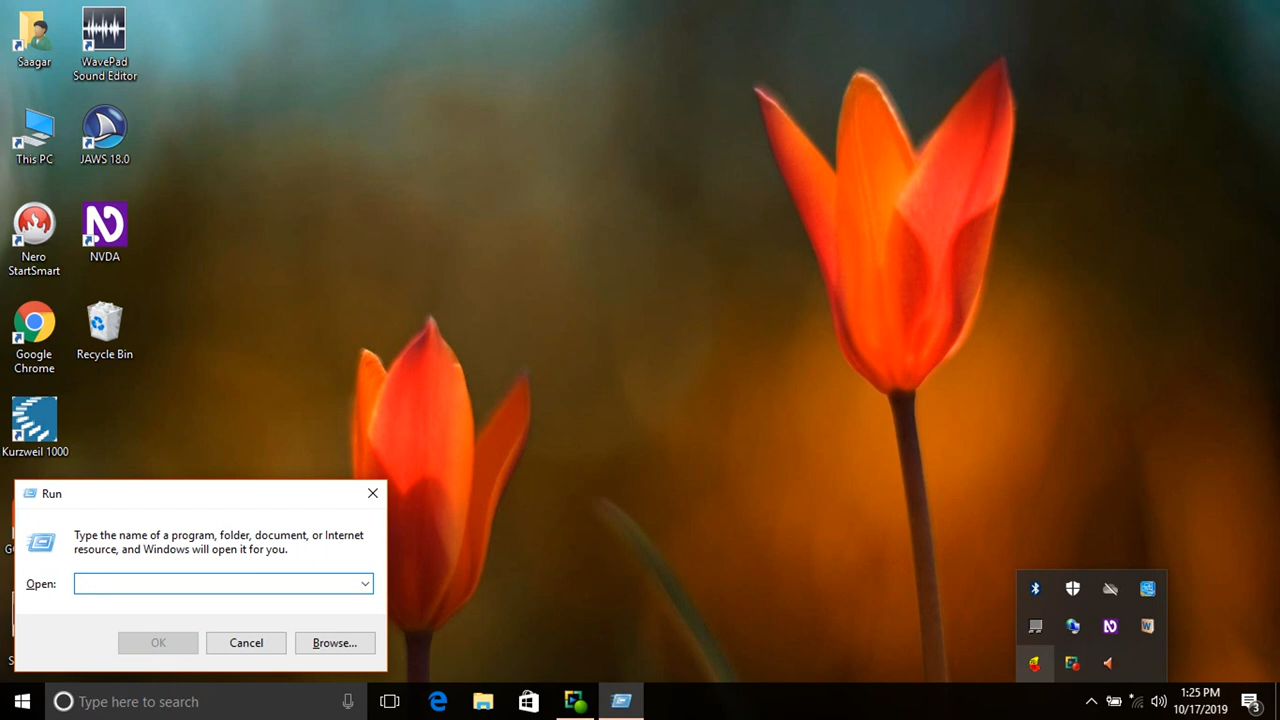 Saagar
WavePad
Sound Editor
This PC
JAWS 18.0
Nero
StartSmart
NVDA
Google
Chrome
Recycle Bin
Kurzweil 1000
Run
Type the name of a program, folder, document, or Internet
resource, and Windows will open it for you.
Open:
OK
Cancel
Browse...
Type here to search
1:25 PM
10/17/2019
3